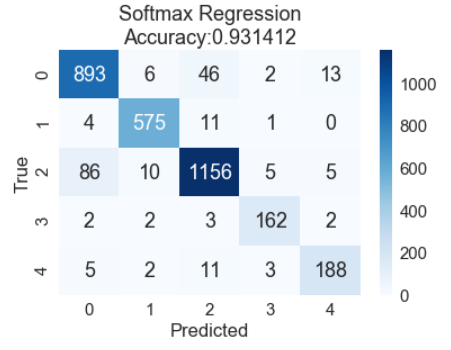 Softmax Regression
Accuracy:0.931412
0 893 6 46 2 13
1 4 575 11 1 0
2 86 10 1156 5 5
3 2 2 3 162 2
4 5 2 11 3 188
0 1 2 3 4
Predicted
True
1000
800
600
400
200
0